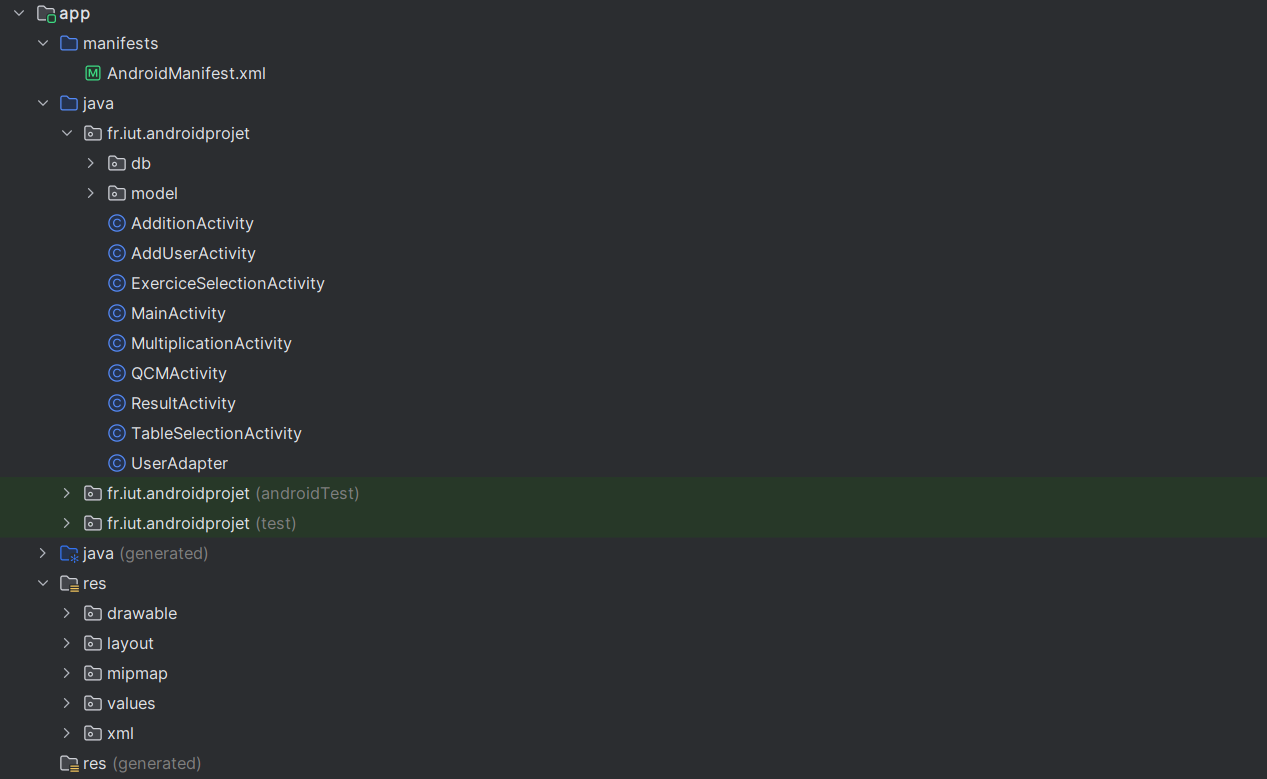 app
manifests
AndroidManifest.xml
java
fr.iut.androidprojet
db
model
AdditionActivity
AddUserActivity
ExerciceSelectionActivity
MainActivity
MultiplicationActivity
QCMActivity
ResultActivity
TableSelectionActivity
UserAdapter
fr.iut.androidprojet (androidTest)
fr.iut.androidprojet (test)
java (generated)
res
drawable
layout
mipmap
values
xml
res (generated)